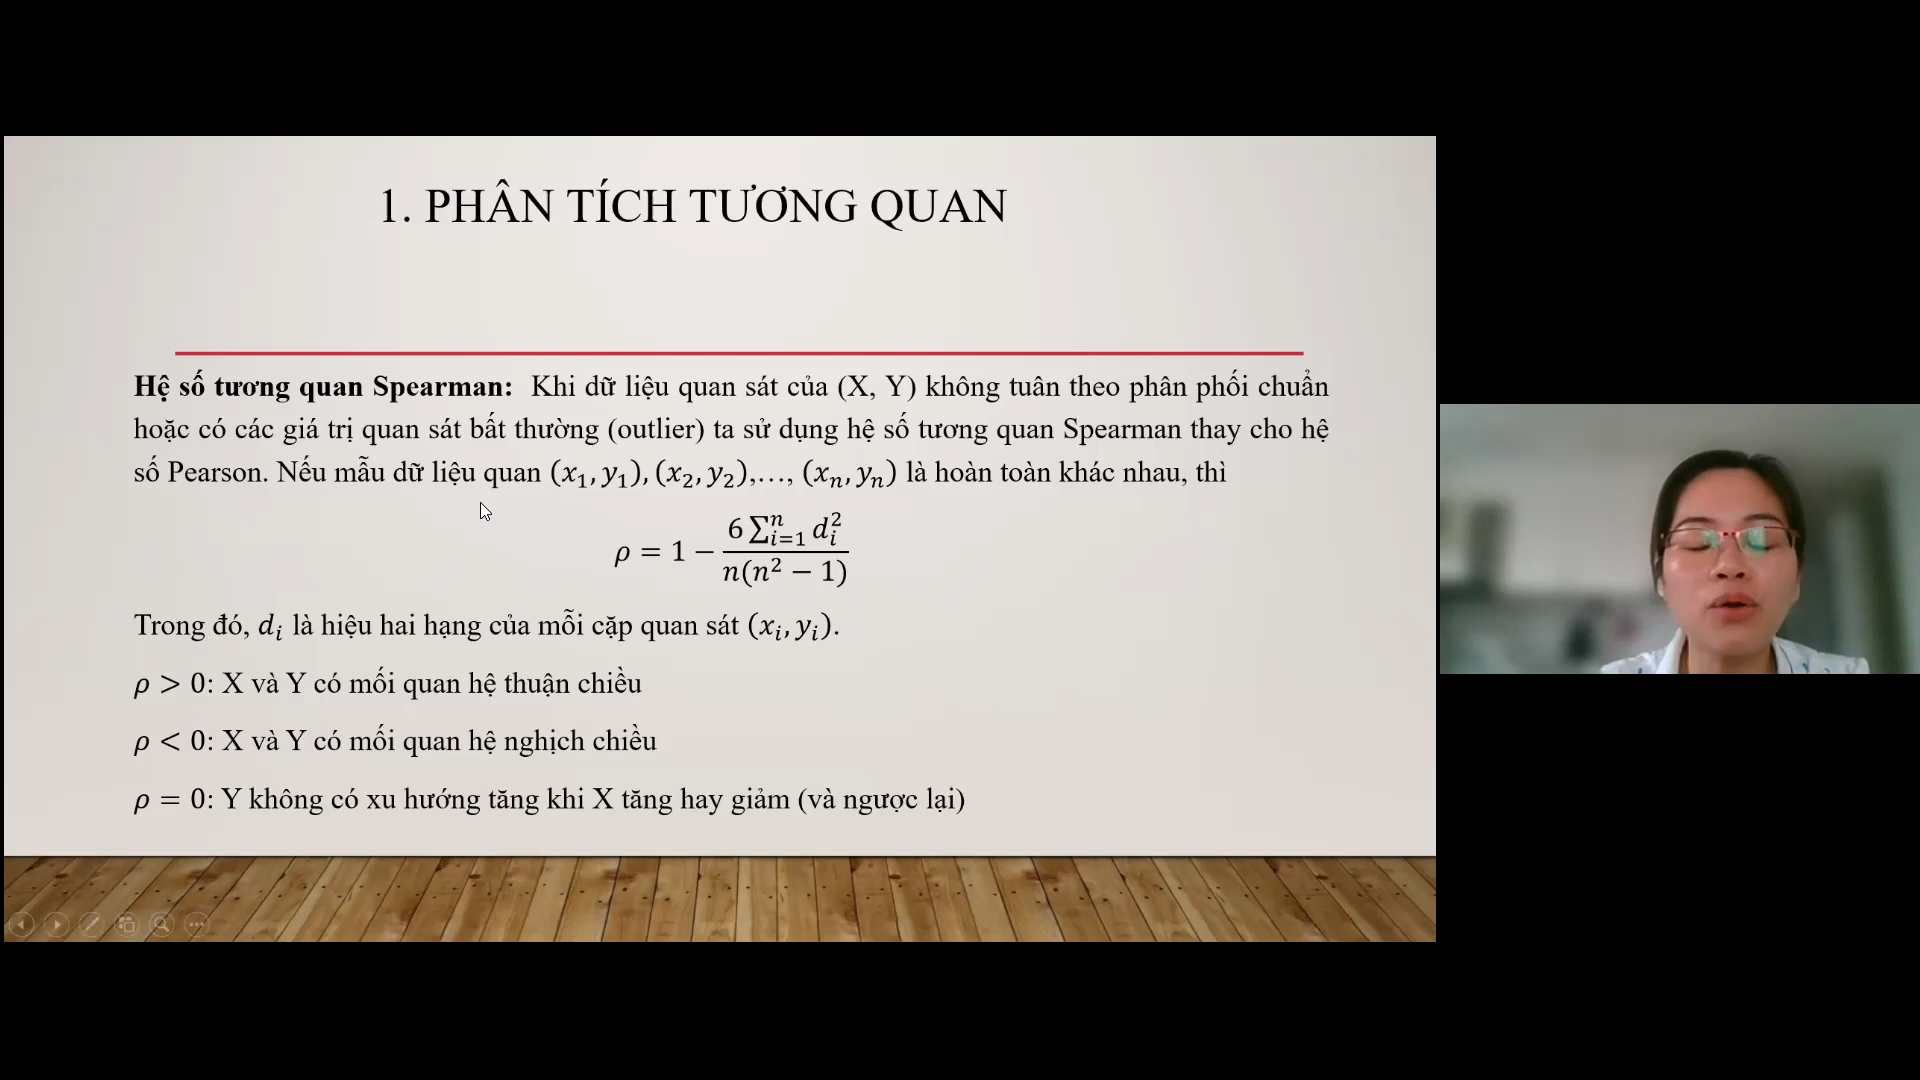 1. PHÂN TÍCH TƯƠNG QUAN
Hệ số tương quan Spearman: Khi dữ liệu quan sát của (X, Y) không tuân theo phân phối chuẩn
hoặc có các giá trị quan sát bất thường (outlier) ta sử dụng hệ số tương quan Spearman thay cho hệ
số Pearson. Nếu mẫu dữ liệu quan (x₁, y₁), (x₂, y₂),…, (xₙ, yₙ) là hoàn toàn khác nhau, thì
ρ = 1 − \frac{6 ∑_{i=1}^{n} d_i^2}{n(n² − 1)}
Trong đó, dᵢ là hiệu hai hạng của mỗi cặp quan sát (xᵢ, yᵢ).
ρ > 0: X và Y có mối quan hệ thuận chiều
ρ < 0: X và Y có mối quan hệ nghịch chiều
ρ = 0: Y không có xu hướng tăng khi X tăng hay giảm (và ngược lại)